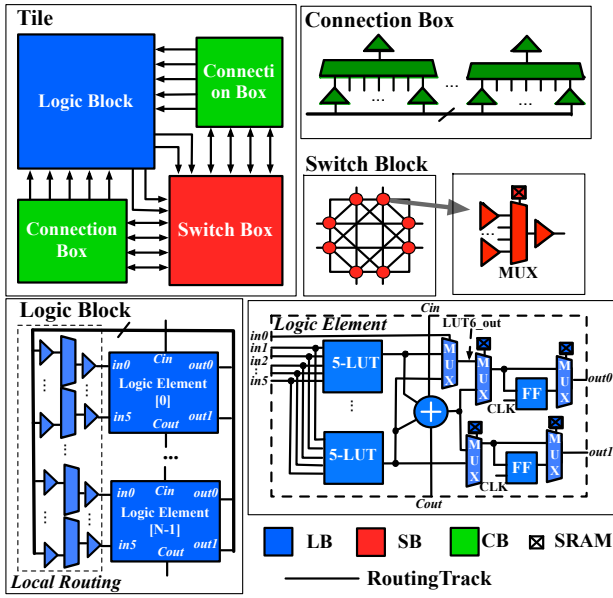 Tile
Logic Block
Connecti
on Box
Connection
Box
Switch Box
Connection Box
...
...
...
Switch Block
...
MUX
Logic Block
Cin
in0
out0
Logic Element
[0]
in5
out1
Cout
...
...
...
Cin
in0
out0
Logic Element
[N-1]
in5
out1
Cout
Local Routing
Logic Element
Cin
LUT6_out
in0
in1
in2
...
in5
5-LUT
...
5-LUT
MUX
MUX
MUX
FF
CLK
out0
MUX
MUX
FF
CLK
out1
Cout
LB
SB
CB
SRAM
RoutingTrack